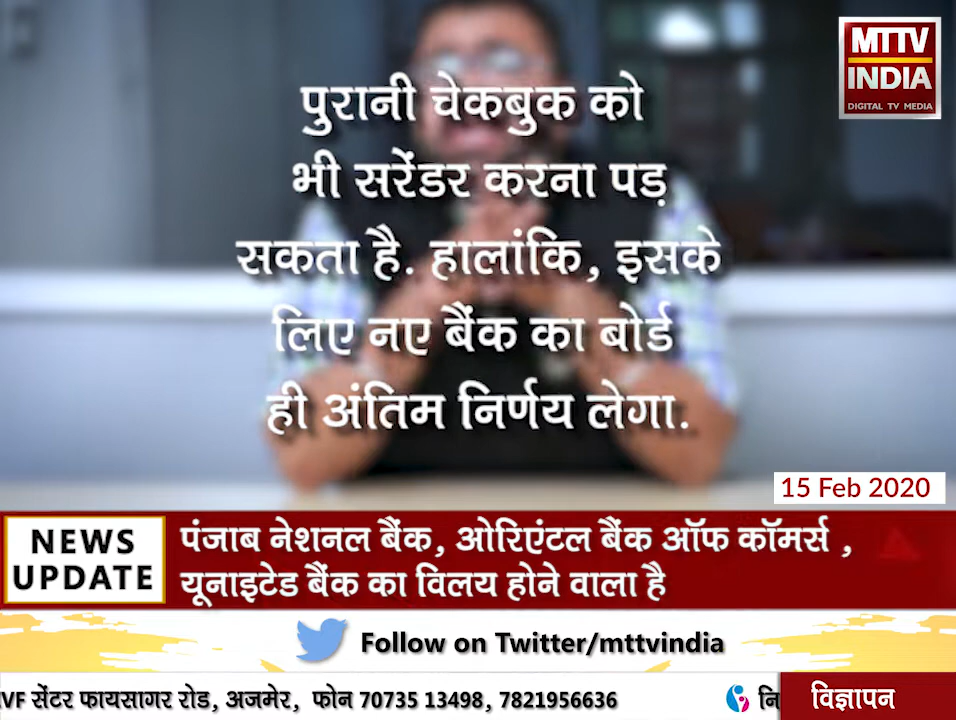 MTTV
INDIA
DIGITAL TV MEDIA
पुरानी चेकबुक को
भी सरेंडर करना पड़
सकता है. हालांकि, इसके
लिए नए बैंक का बोर्ड
ही अंतिम निर्णय लेगा.
15 Feb 2020
NEWS
UPDATE
पंजाब नेशनल बैंक, ओरिएंटल बैंक ऑफ कॉमर्स ,
यूनाइटेड बैंक का विलय होने वाला है
Follow on Twitter/mttvindia
IVF सेंटर फायसागर रोड, अजमेर, फोन 70735 13498, 7821956636
विज्ञापन